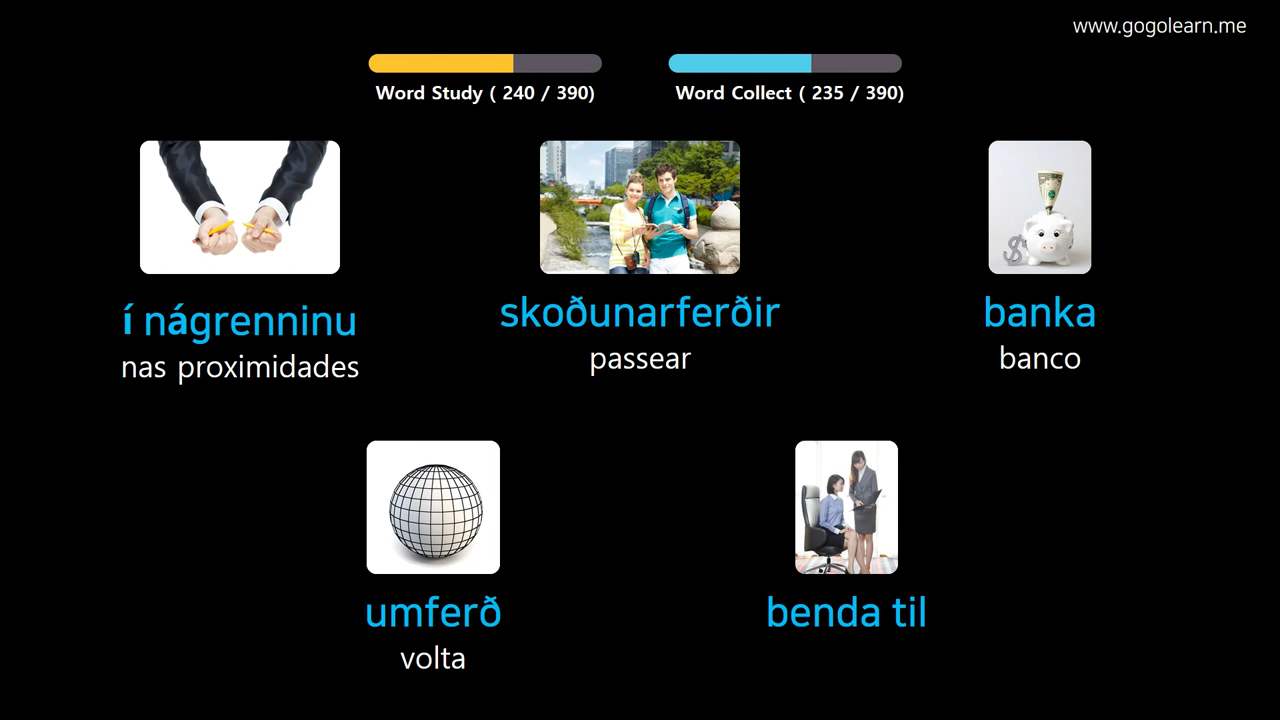 www.gogolearn.me
Word Study ( 240 / 390)
Word Collect ( 235 / 390)
í nágrenninu
nas proximidades
skoðunarferðir
passear
banka
banco
umferð
volta
benda til